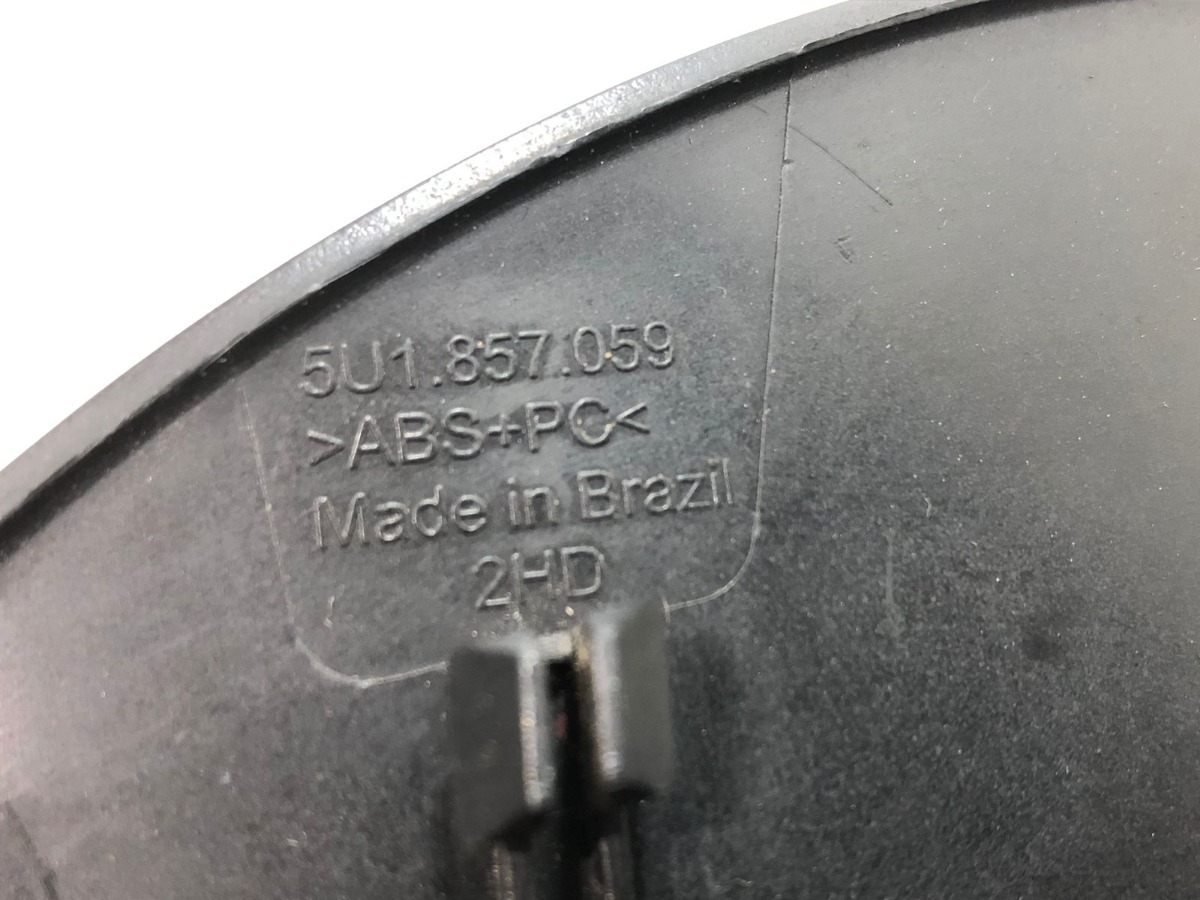 5U1.857.059
>ABS+PC<
Made in Brazil
2HD